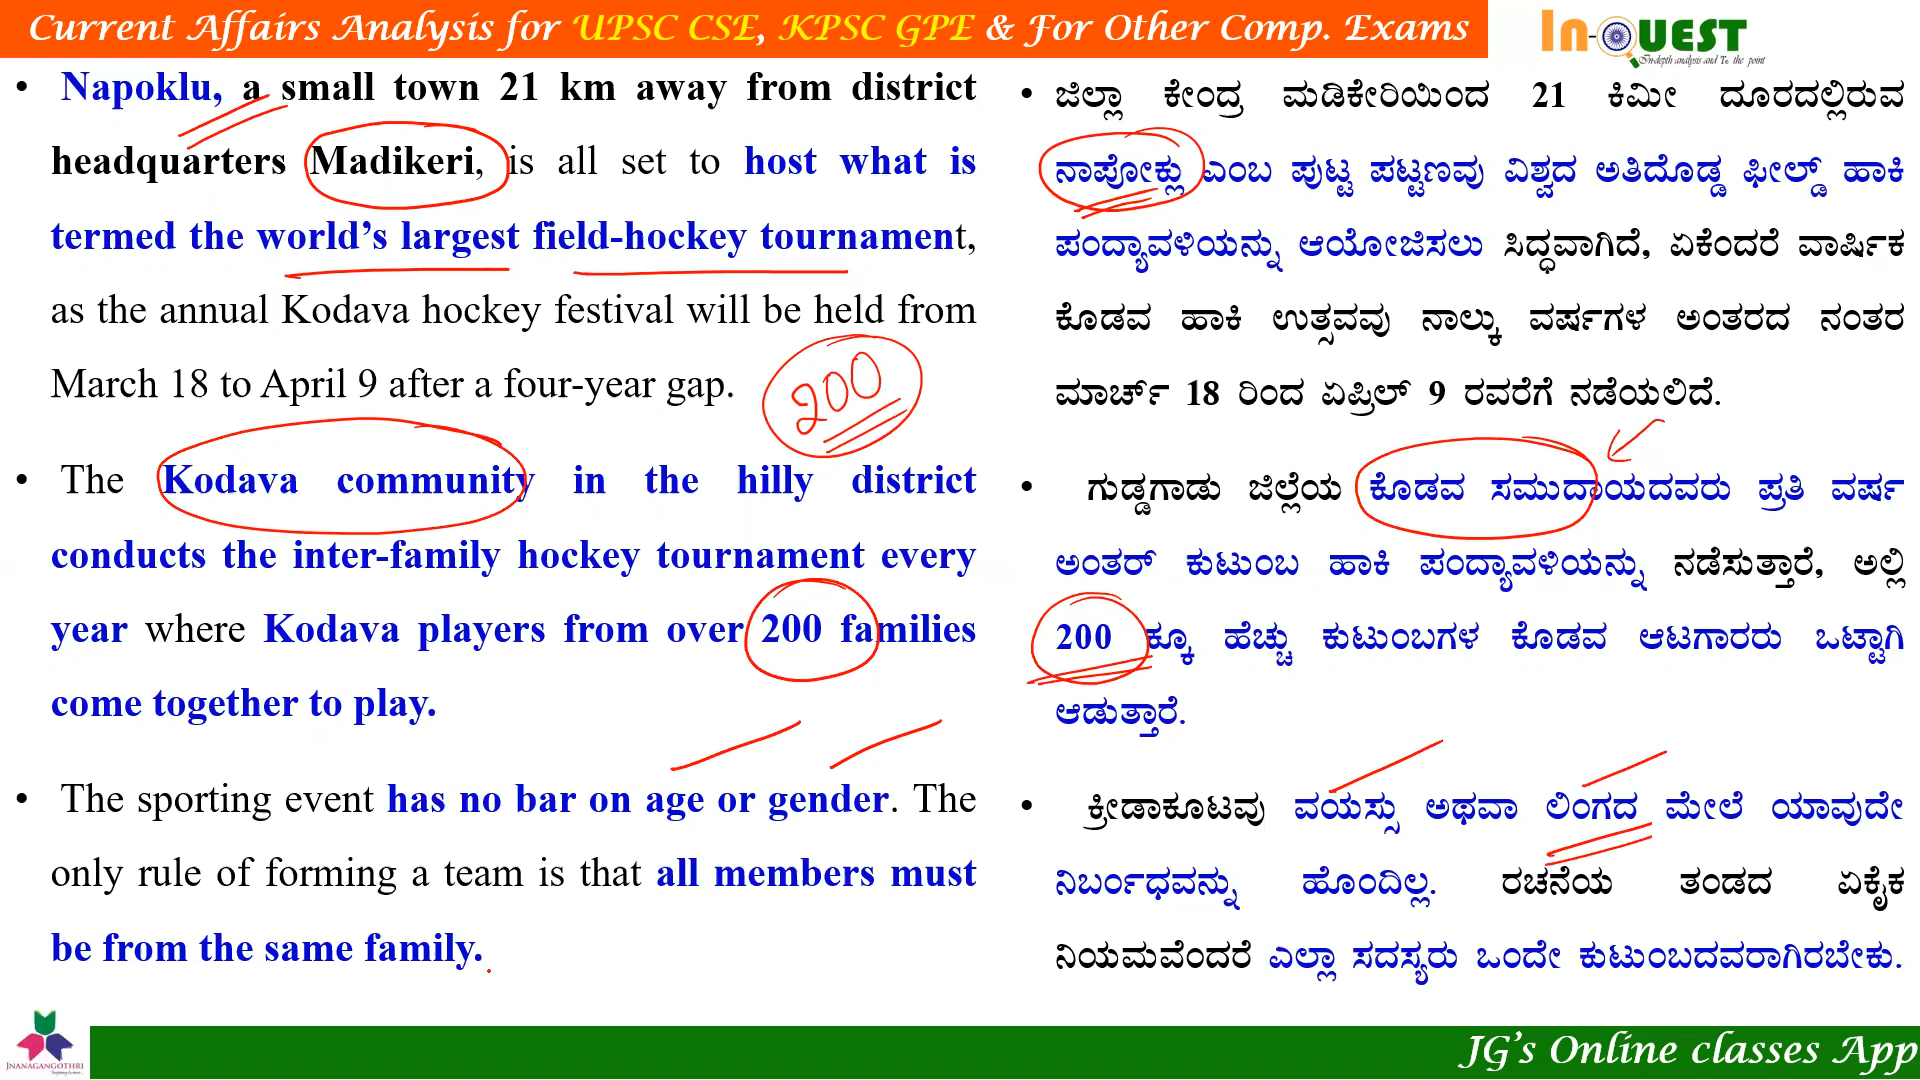 Current Affairs Analysis for UPSC CSE, KPSC GPE & For Other Comp. Exams
In-QUEST
In-depth analysis and To the point
• Napoklu, a small town 21 km away from district
headquarters Madikeri, is all set to host what is
termed the world's largest field-hockey tournament,
as the annual Kodava hockey festival will be held from
March 18 to April 9 after a four-year gap.
200
• The Kodava community in the hilly district
conducts the inter-family hockey tournament every
year where Kodava players from over 200 families
come together to play.
• The sporting event has no bar on age or gender. The
only rule of forming a team is that all members must
be from the same family.
• ಜಿಲ್ಲಾ ಕೇಂದ್ರ ಮಡಿಕೇರಿಯಿಂದ 21 ಕಿಮೀ ದೂರದಲ್ಲಿರುವ
ನಾಪೋಕ್ಲು ಎಂಬ ಪುಟ್ಟ ಪಟ್ಟಣವು ವಿಶ್ವದ ಅತಿದೊಡ್ಡ ಫೀಲ್ಡ್ ಹಾಕಿ
ಪಂದ್ಯಾವಳಿಯನ್ನು ಆಯೋಜಿಸಲು ಸಿದ್ಧವಾಗಿದೆ, ಏಕೆಂದರೆ ವಾರ್ಷಿಕ
ಕೊಡವ ಹಾಕಿ ಉತ್ಸವವು ನಾಲ್ಕು ವರ್ಷಗಳ ಅಂತರದ ನಂತರ
ಮಾರ್ಚ್ 18 ರಿಂದ ಏಪ್ರಿಲ್ 9 ರವರೆಗೆ ನಡೆಯಲಿದೆ.
• ಗುಡ್ಡಗಾಡು ಜಿಲ್ಲೆಯ ಕೊಡವ ಸಮುದಾಯದವರು ಪ್ರತಿ ವರ್ಷ
ಅಂತರ್ ಕುಟುಂಬ ಹಾಕಿ ಪಂದ್ಯಾವಳಿಯನ್ನು ನಡೆಸುತ್ತಾರೆ, ಅಲ್ಲಿ
200 ಕ್ಕೂ ಹೆಚ್ಚು ಕುಟುಂಬಗಳ ಕೊಡವ ಆಟಗಾರರು ಒಟ್ಟಾಗಿ
ಆಡುತ್ತಾರೆ.
• ಕ್ರೀಡಾಕೂಟವು ವಯಸ್ಸು ಅಥವಾ ಲಿಂಗದ ಮೇಲೆ ಯಾವುದೇ
ನಿರ್ಬಂಧವನ್ನು ಹೊಂದಿಲ್ಲ. ರಚನೆಯ ತಂಡದ ಏಕೈಕ
ನಿಯಮವೆಂದರೆ ಎಲ್ಲಾ ಸದಸ್ಯರು ಒಂದೇ ಕುಟುಂಬದವರಾಗಿರಬೇಕು.
JNANAGANGOTHRI
JG's Online classes App